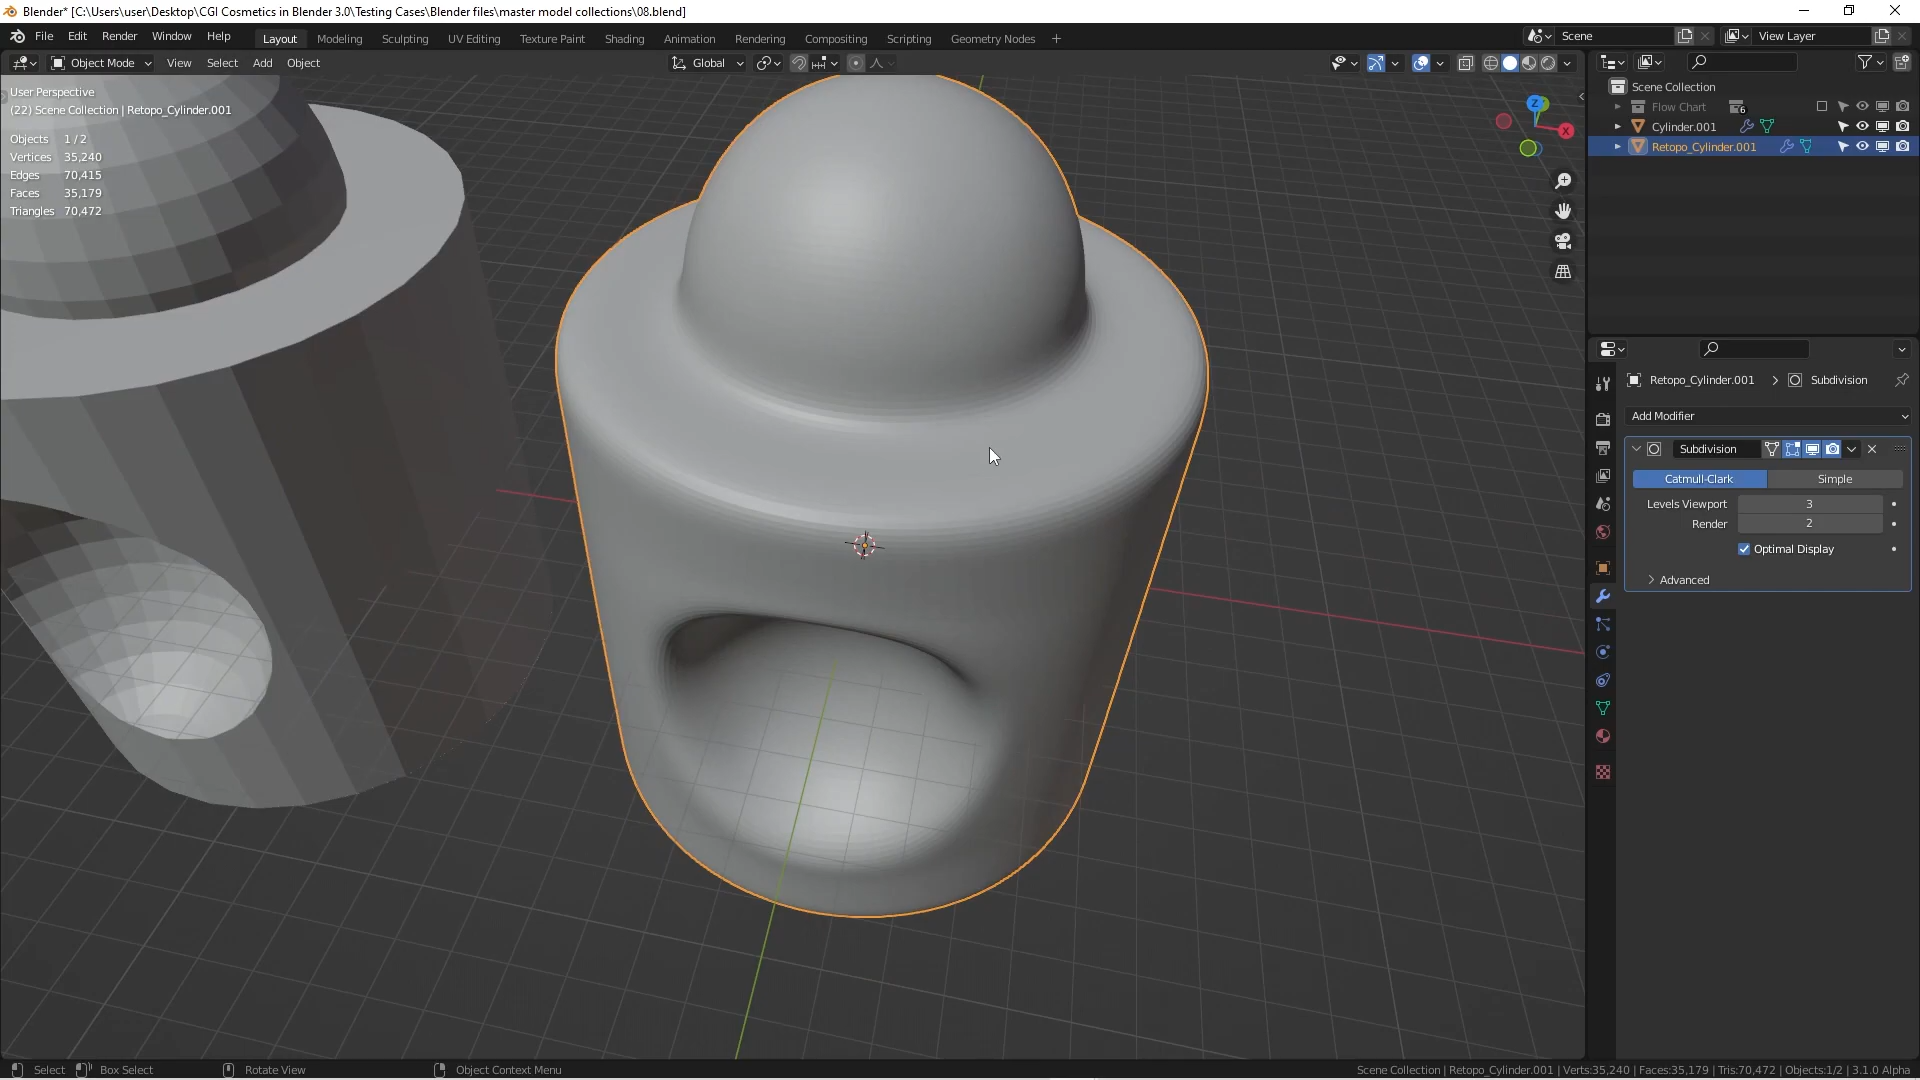 Blender* [C:\Users\user\Desktop\CGI Cosmetics in Blender 3.0\Testing Cases\Blender files\master model collections\08.blend]
File Edit Render Window Help Layout Modeling Sculpting UV Editing Texture Paint Shading Animation Rendering Compositing Scripting Geometry Nodes + Scene View Layer
Object Mode View Select Add Object Global
User Perspective
(22) Scene Collection | Retopo_Cylinder.001
Objects 1/2
Vertices 35,240
Edges 70,415
Faces 35,179
Triangles 70,472
Z
X
Scene Collection
Flow Chart 6
Cylinder.001
Retopo_Cylinder.001
Retopo_Cylinder.001 > Subdivision
Add Modifier
Subdivision
Catmull-Clark Simple
Levels Viewport 3
Render 2
Optimal Display
Advanced
Select Box Select Rotate View Object Context Menu
Scene Collection | Retopo_Cylinder.001 | Verts:35,240 | Faces:35,179 | Tris:70,472 | Objects:1/2 | 3.1.0 Alpha